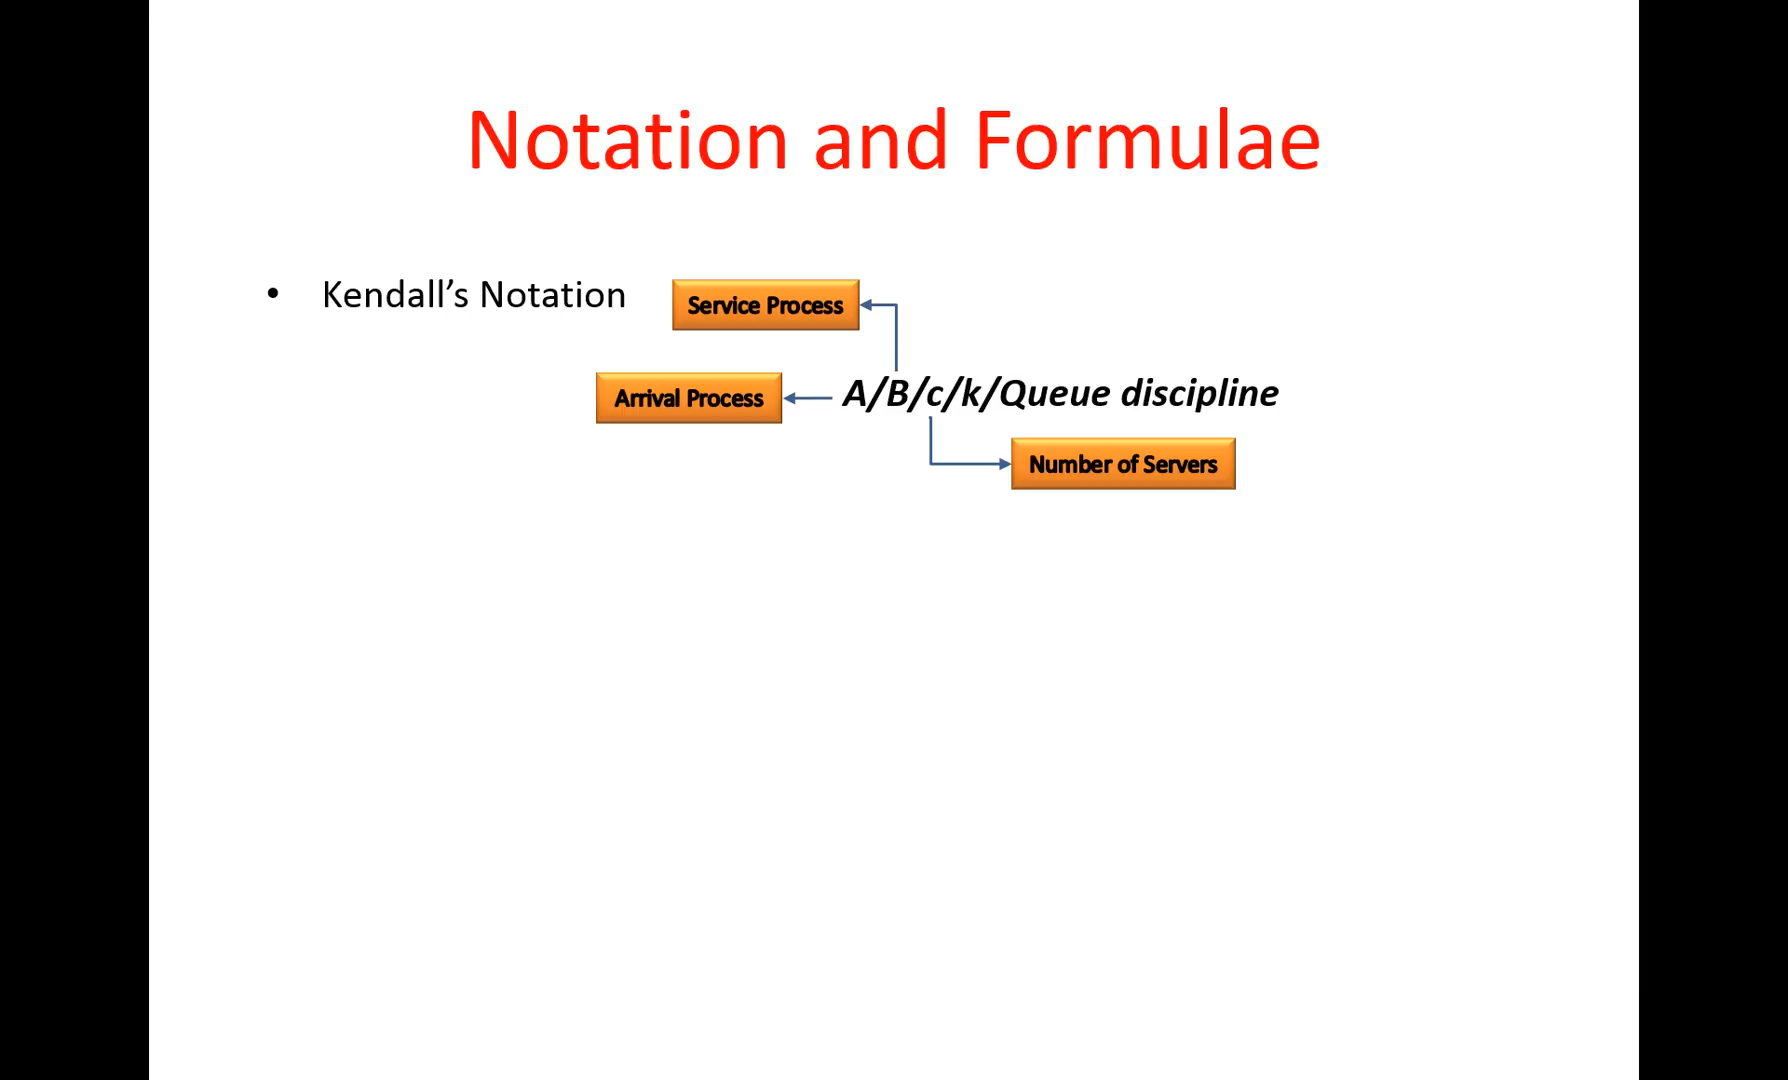 Notation and Formulae
• Kendall’s Notation
Service Process
Arrival Process
A/B/c/k/Queue discipline
Number of Servers